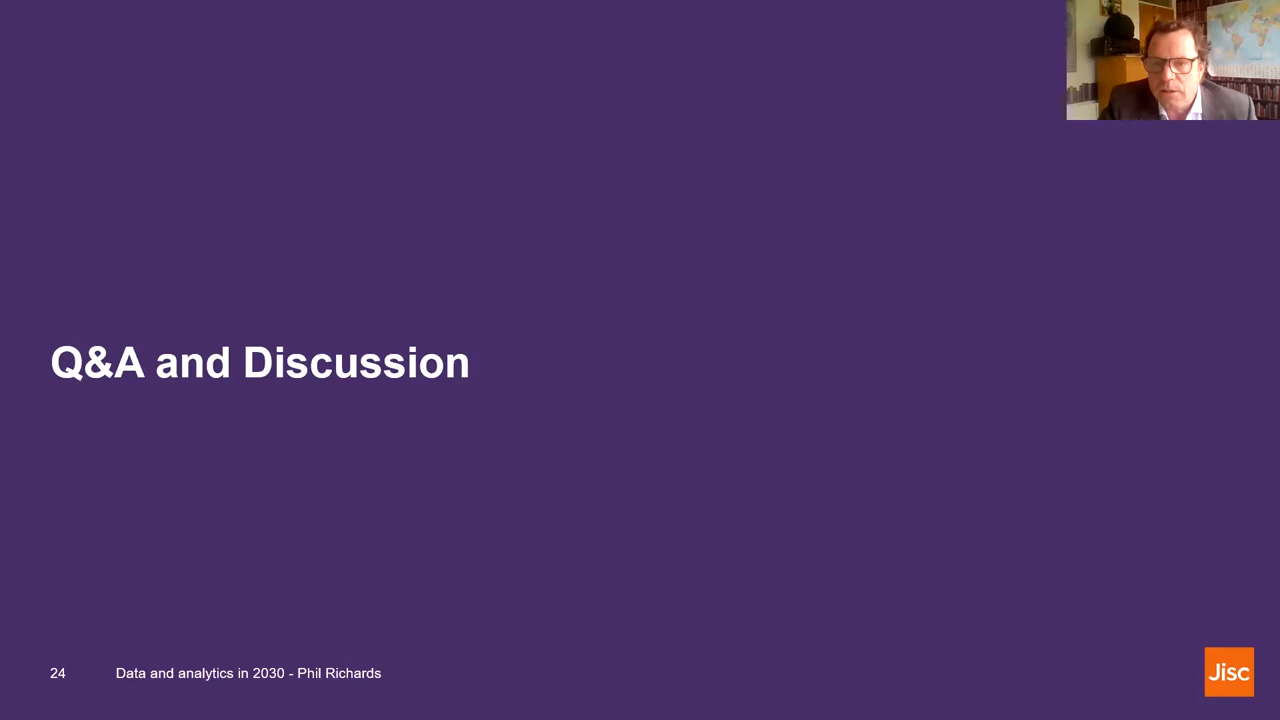 Q&A and Discussion
24 Data and analytics in 2030 - Phil Richards
Jisc